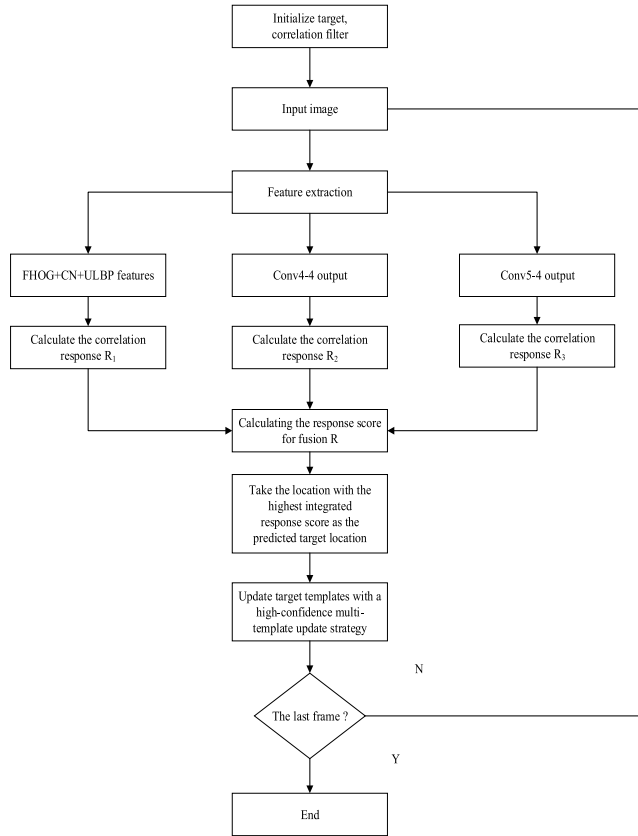 Initialize target,
correlation filter
Input image
Feature extraction
FHOG+CN+ULBP features
Conv4-4 output
Conv5-4 output
Calculate the correlation
response R₁
Calculate the correlation
response R₂
Calculate the correlation
response R₃
Calculating the response score
for fusion R
Take the location with the
highest integrated
response score as the
predicted target location
Update target templates with a
high-confidence multi-
template update strategy
N
The last frame ?
Y
End